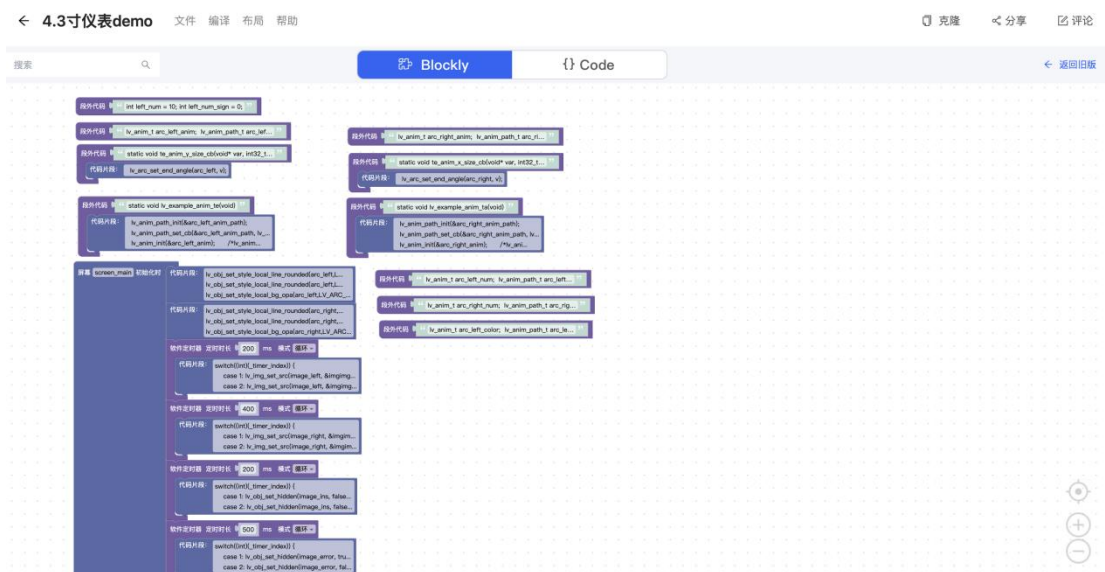 ← 4.3寸仪表demo 文件 编译 布局 帮助 克隆 分享 评论
搜索 Blockly {} Code ← 返回旧版
段外代码 int left_num = 10; int left_num_sign = 0;
段外代码 lv_anim_t arc_left_anim; lv_anim_path_t arc_lef...
段外代码 static void te_anim_y_size_cb(void* var, int32_t...
代码片段: lv_arc_set_end_angle(arc_left, v);
段外代码 static void lv_example_anim_te(void)
代码片段: lv_anim_path_init(&arc_left_anim_path);
lv_anim_path_set_cb(&arc_left_anim_path, lv_...
lv_anim_init(&arc_left_anim); /*lv_anim...
段外代码 lv_anim_t arc_right_anim; lv_anim_path_t arc_ri...
段外代码 static void ta_anim_x_size_cb(void* var, int32_t...
代码片段: lv_arc_set_end_angle(arc_right, v);
段外代码 static void lv_example_anim_ta(void)
代码片段: lv_anim_path_init(&arc_right_anim_path);
lv_anim_path_set_cb(&arc_right_anim_path, lv...
lv_anim_init(&arc_right_anim); /*lv_ani...
段外代码 lv_anim_t arc_left_num; lv_anim_path_t arc_left...
段外代码 lv_anim_t arc_right_num; lv_anim_path_t arc_rig...
段外代码 lv_anim_t arc_left_color; lv_anim_path_t arc_le...
屏幕 screen_main 初始化时
代码片段: lv_obj_set_style_local_line_rounded(arc_left,L...
lv_obj_set_style_local_line_rounded(arc_left,L...
lv_obj_set_style_local_bg_opa(arc_left,LV_ARC_...
代码片段: lv_obj_set_style_local_line_rounded(arc_right,...
lv_obj_set_style_local_line_rounded(arc_right,...
lv_obj_set_style_local_bg_opa(arc_right,LV_ARC...
软件定时器 定时时长 200 ms 模式 循环
代码片段: switch((int)(_timer_index)) {
case 1: lv_img_set_src(image_left, &imgimg...
case 2: lv_img_set_src(image_left, &imgimg...
软件定时器 定时时长 400 ms 模式 循环
代码片段: switch((int)(_timer_index)) {
case 1: lv_img_set_src(image_right, &imgim...
case 2: lv_img_set_src(image_right, &imgim...
软件定时器 定时时长 200 ms 模式 循环
代码片段: switch((int)(_timer_index)) {
case 1: lv_obj_set_hidden(image_ins, false...
case 2: lv_obj_set_hidden(image_ins, false...
软件定时器 定时时长 500 ms 模式 循环
代码片段: switch((int)(_timer_index)) {
case 1: lv_obj_set_hidden(image_error, tru...
case 2: lv_obj_set_hidden(image_error, fal...